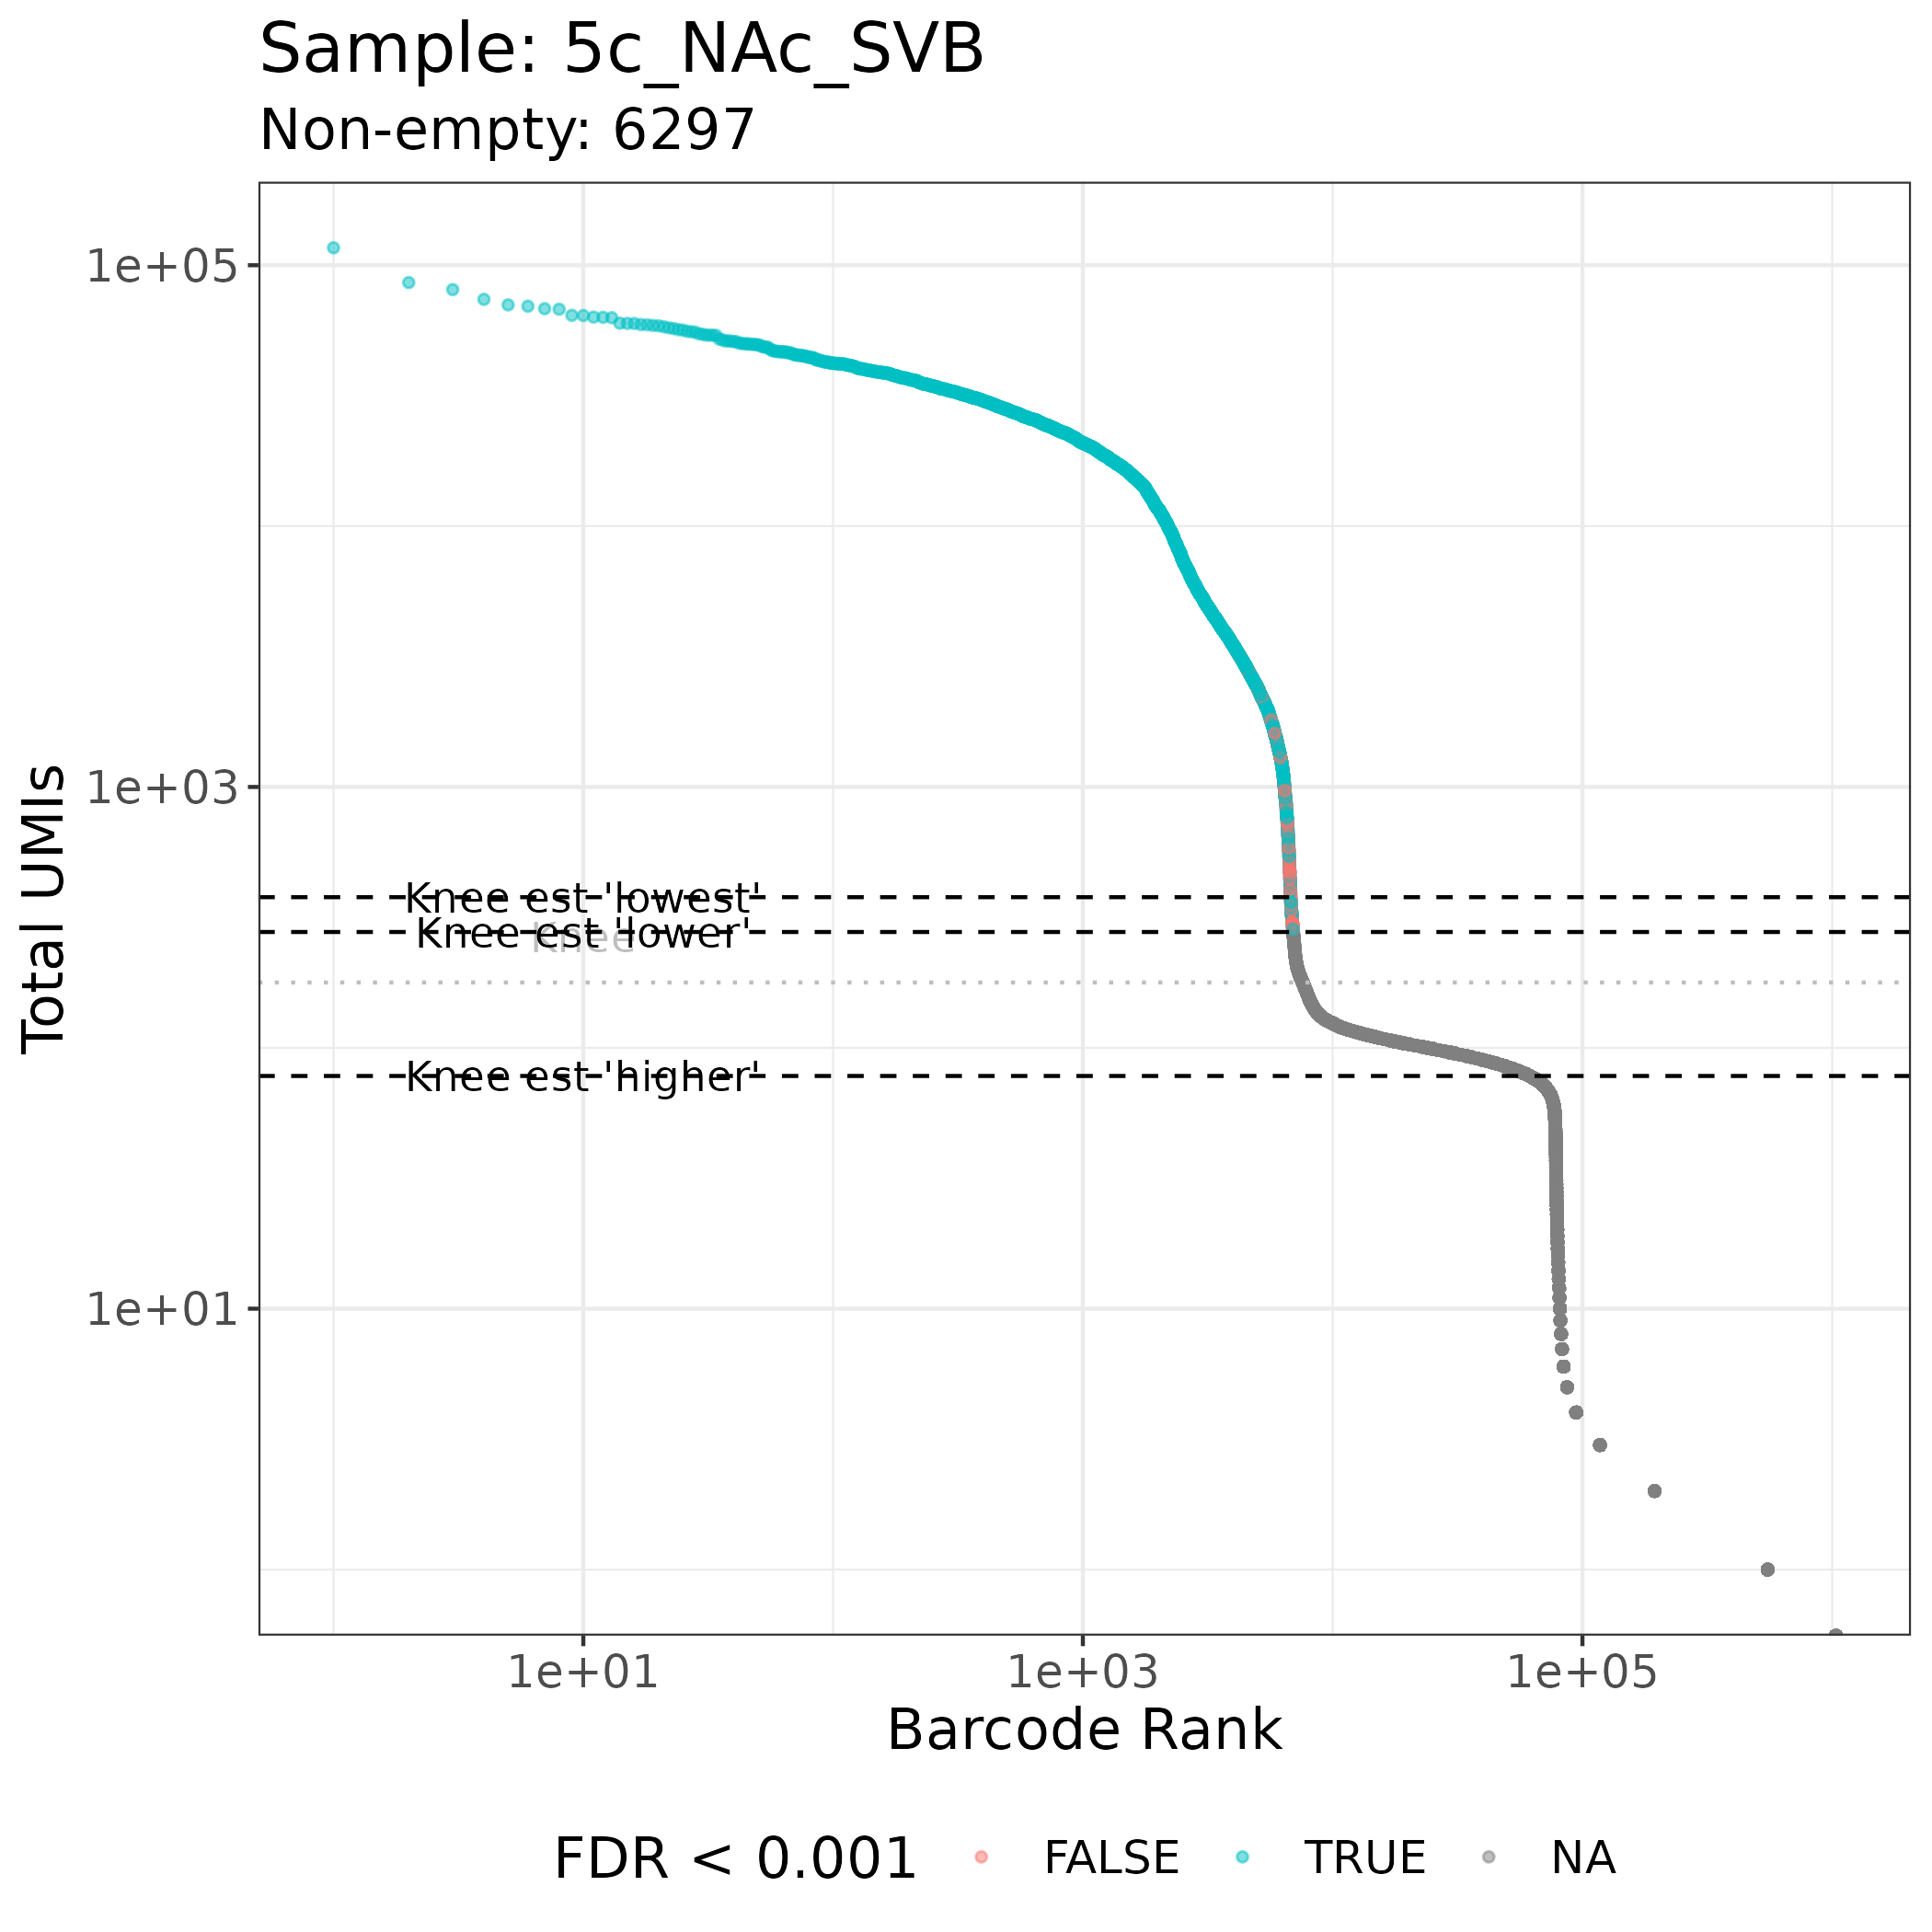 Sample: 5c_NAc_SVB
Non-empty: 6297
Total UMIs
1e+05
1e+03
1e+01
Knee est 'lowest'
Knee est 'lower'
Knee
Knee est 'higher'
1e+01 1e+03 1e+05
Barcode Rank
FDR < 0.001 FALSE TRUE NA